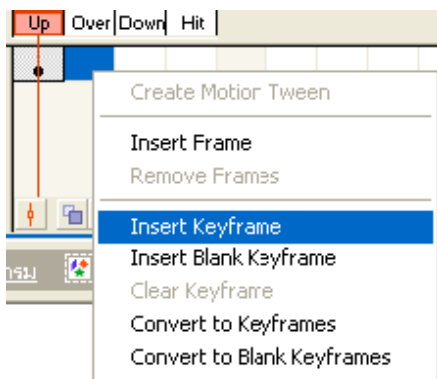 Up Over Down Hit
Create Motion Tween
Insert Frame
Remove Frames
Insert Keyframe
Insert Blank Keyframe
Clear Keyframe
Convert to Keyframes
Convert to Blank Keyframes